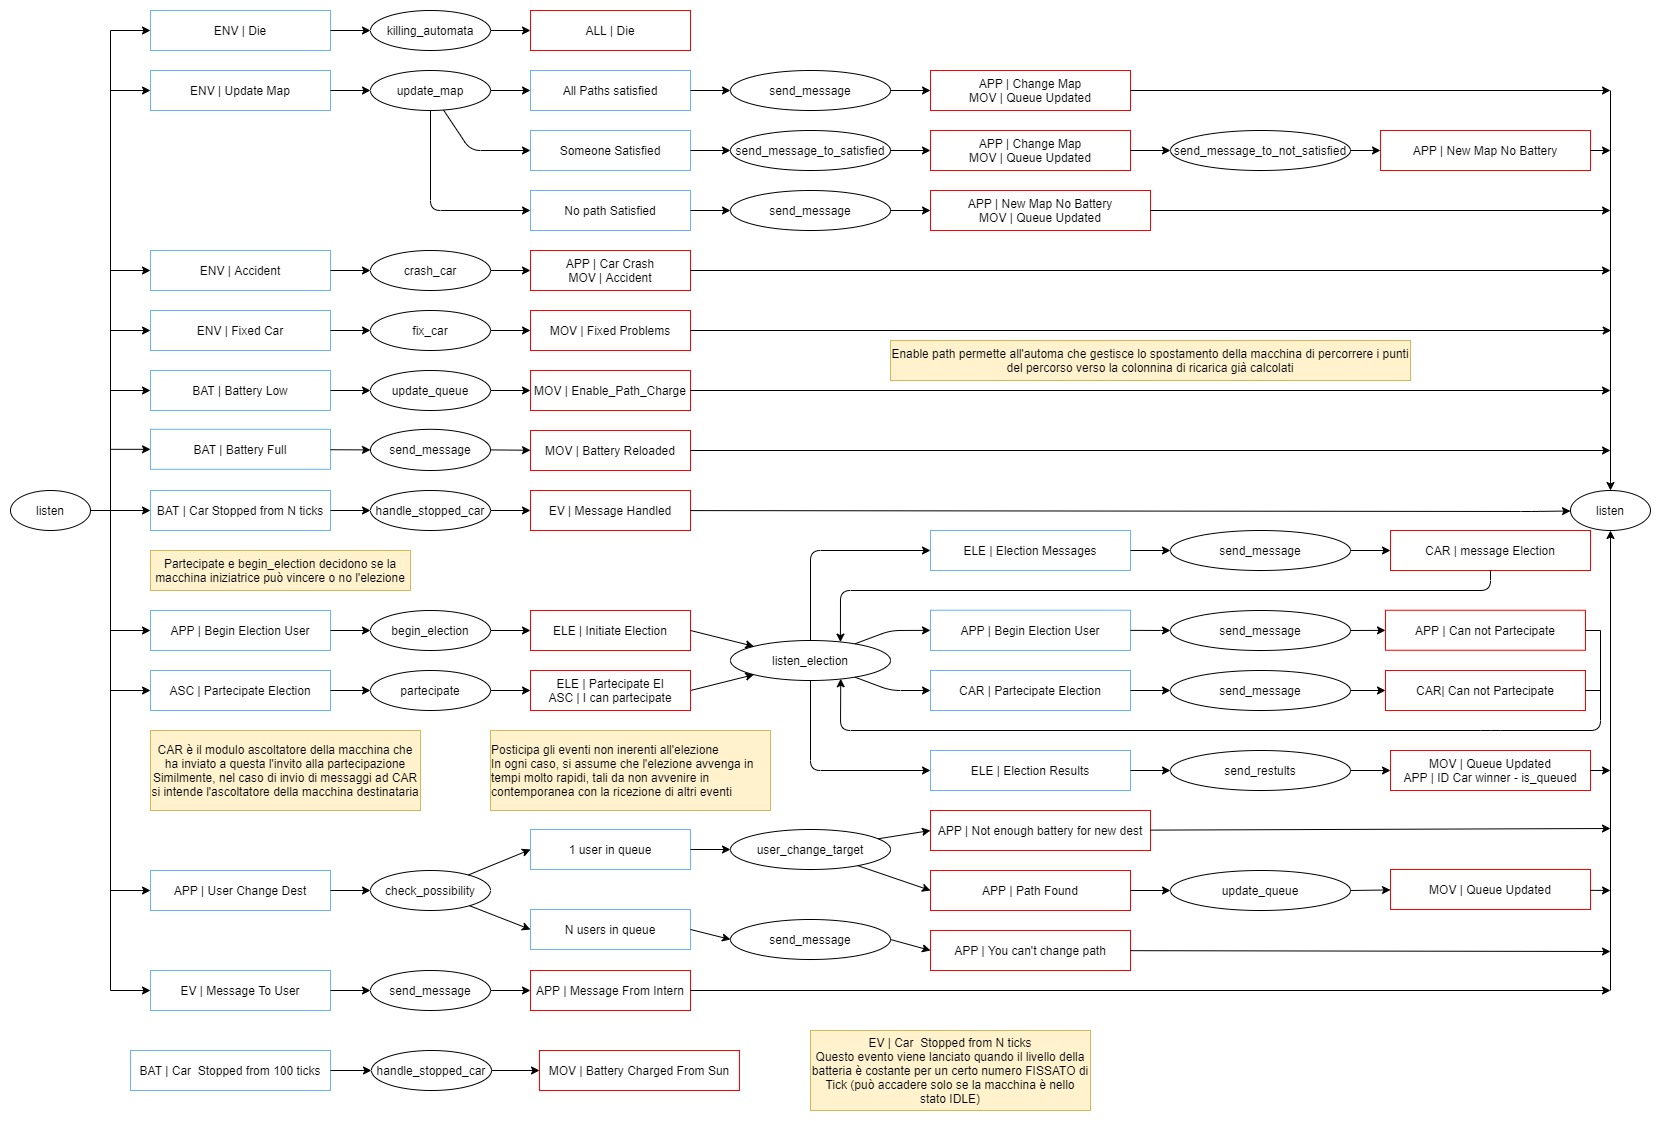 ENV | Die
killing_automata
ALL | Die
ENV | Update Map
update_map
All Paths satisfied
send_message
APP | Change Map
MOV | Queue Updated
Someone Satisfied
send_message_to_satisfied
APP | Change Map
MOV | Queue Updated
send_message_to_not_satisfied
APP | New Map No Battery
No path Satisfied
send_message
APP | New Map No Battery
MOV | Queue Updated
ENV | Accident
crash_car
APP | Car Crash
MOV | Accident
ENV | Fixed Car
fix_car
MOV | Fixed Problems
Enable path permette all'automa che gestisce lo spostamento della macchina di percorrere i punti
del percorso verso la colonnina di ricarica già calcolati
BAT | Battery Low
update_queue
MOV | Enable_Path_Charge
BAT | Battery Full
send_message
MOV | Battery Reloaded
listen
BAT | Car Stopped from N ticks
handle_stopped_car
EV | Message Handled
listen
Partecipate e begin_election decidono se la
macchina iniziatrice può vincere o no l'elezione
ELE | Election Messages
send_message
CAR | message Election
APP | Begin Election User
begin_election
ELE | Initiate Election
listen_election
APP | Begin Election User
send_message
APP | Can not Partecipate
ASC | Partecipate Election
partecipate
ELE | Partecipate El
ASC | I can partecipate
CAR | Partecipate Election
send_message
CAR| Can not Partecipate
CAR è il modulo ascoltatore della macchina che
ha inviato a questa l'invito alla partecipazione
Similmente, nel caso di invio di messaggi ad CAR
si intende l'ascoltatore della macchina destinataria
Posticipa gli eventi non inerenti all'elezione
In ogni caso, si assume che l'elezione avvenga in
tempi molto rapidi, tali da non avvenire in
contemporanea con la ricezione di altri eventi
ELE | Election Results
send_restults
MOV | Queue Updated
APP | ID Car winner - is_queued
APP | User Change Dest
check_possibility
1 user in queue
user_change_target
APP | Not enough battery for new dest
APP | Path Found
update_queue
MOV | Queue Updated
N users in queue
send_message
APP | You can't change path
EV | Message To User
send_message
APP | Message From Intern
BAT | Car  Stopped from 100 ticks
handle_stopped_car
MOV | Battery Charged From Sun
EV | Car  Stopped from N ticks
Questo evento viene lanciato quando il livello della
batteria è costante per un certo numero FISSATO di
Tick (può accadere solo se la macchina è nello
stato IDLE)